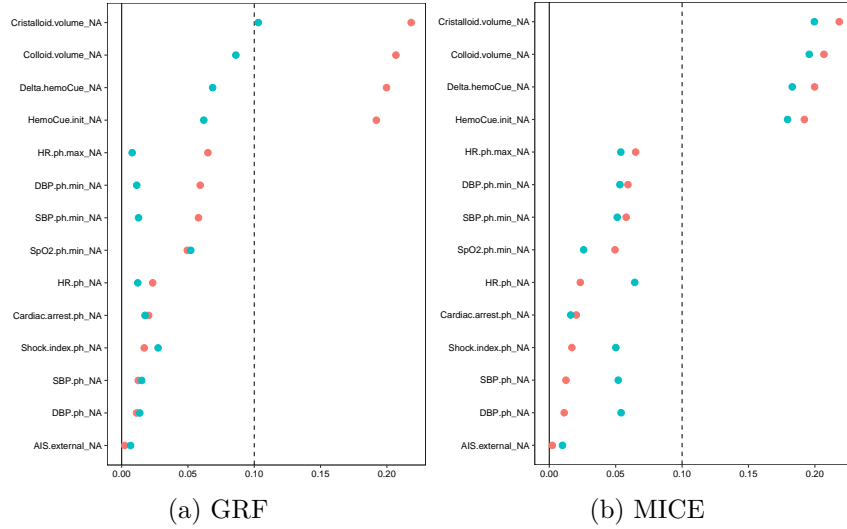 Cristalloid.volume_NA
Colloid.volume_NA
Delta.hemoCue_NA
HemoCue.init_NA
HR.ph.max_NA
DBP.ph.min_NA
SBP.ph.min_NA
SpO2.ph.min_NA
HR.ph_NA
Cardiac.arrest.ph_NA
Shock.index.ph_NA
SBP.ph_NA
DBP.ph_NA
AIS.external_NA
0.00 0.05 0.10 0.15 0.20
(a) GRF
Cristalloid.volume_NA
Colloid.volume_NA
Delta.hemoCue_NA
HemoCue.init_NA
HR.ph.max_NA
DBP.ph.min_NA
SBP.ph.min_NA
SpO2.ph.min_NA
HR.ph_NA
Cardiac.arrest.ph_NA
Shock.index.ph_NA
SBP.ph_NA
DBP.ph_NA
AIS.external_NA
0.00 0.05 0.10 0.15 0.20
(b) MICE